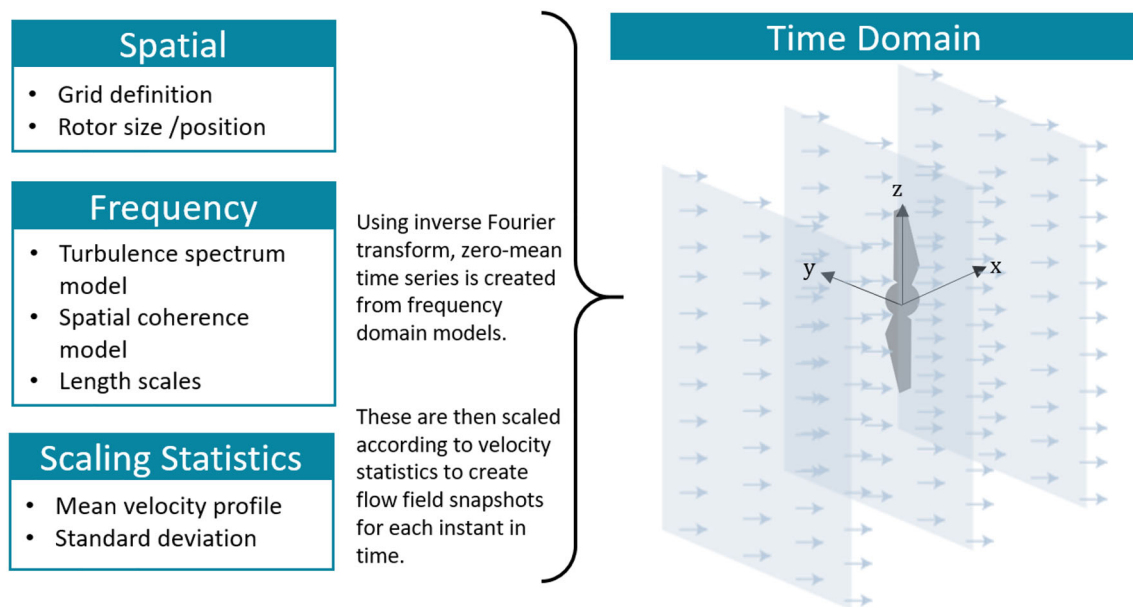 Spatial
• Grid definition
• Rotor size /position
Frequency
• Turbulence spectrum
model
• Spatial coherence
model
• Length scales
Scaling Statistics
• Mean velocity profile
• Standard deviation
Using inverse Fourier
transform, zero-mean
time series is created
from frequency
domain models.
These are then scaled
according to velocity
statistics to create
flow field snapshots
for each instant in
time.
Time Domain
z
y
x